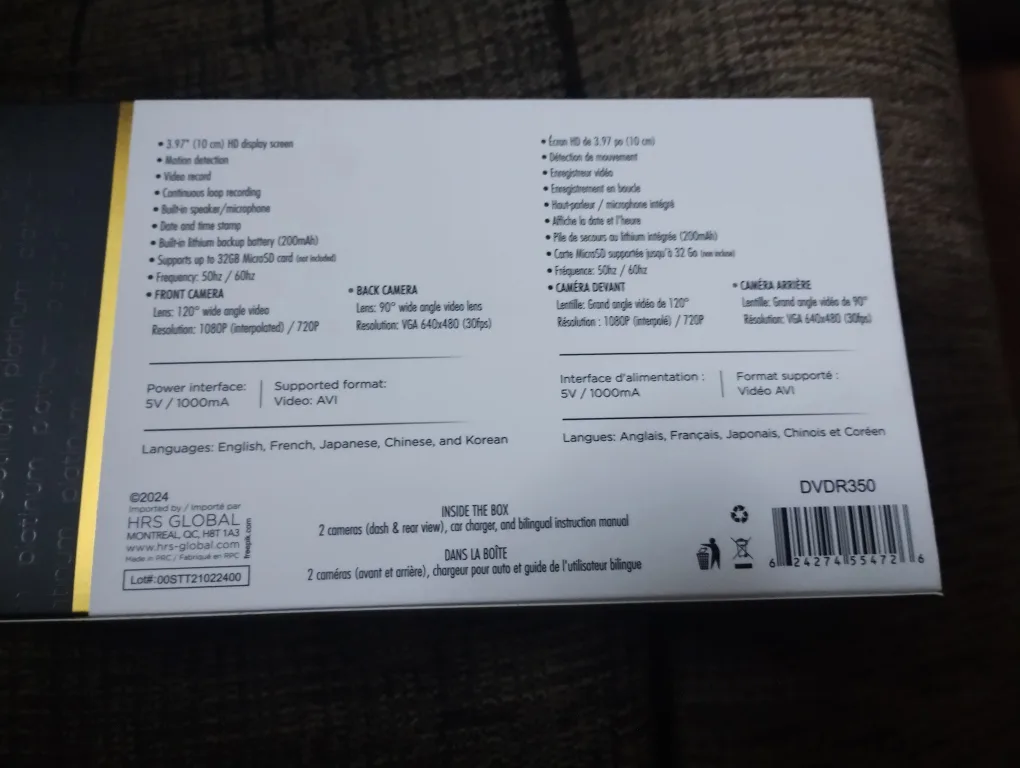 • 3.97" (10 cm) HD display screen
• Motion detection
• Video record
• Continuous loop recording
• Built-in speaker/microphone
• Date and time stamp
• Built-in lithium backup battery (200mAh)
• Supports up to 32GB MicroSD card (not included)
• Frequency: 50hz / 60hz
• FRONT CAMERA
Lens: 120° wide angle video
Resolution: 1080P (interpolated) / 720P
• BACK CAMERA
Lens: 90° wide angle video lens
Resolution: VGA 640x480 (30fps)
Power interface:
5V / 1000mA
Supported format:
Video: AVI
Languages: English, French, Japanese, Chinese, and Korean
• Écran HD de 3.97 po (10 cm)
• Détection de mouvement
• Enregistreur vidéo
• Enregistrement en boucle
• Haut-parleur / microphone intégré
• Affiche la date et l'heure
• Pile de secours au lithium intégrée (200mAh)
• Carte MicroSD supportée jusqu'à 32 Go (non incluse)
• Fréquence: 50hz / 60hz
• CAMÉRA DEVANT
Lentille: Grand angle vidéo de 120°
Résolution : 1080P (interpolé) / 720P
• CAMÉRA ARRIÈRE
Lentille: Grand angle vidéo de 90°
Résolution: VGA 640x480 (30fps)
Interface d'alimentation :
5V / 1000mA
Format supporté :
Vidéo AVI
Langues: Anglais, Français, Japonais, Chinois et Coréen
©2024
Imported by / Importé par
HRS GLOBAL
MONTREAL, QC, H8T 1A3
www.hrs-global.com
Made in PRC / Fabriqué en RPC
freepik.com
Lot#:00STT21022400
INSIDE THE BOX
2 cameras (dash & rear view), car charger, and bilingual instruction manual
DANS LA BOÎTE
2 caméras (avant et arrière), chargeur pour auto et guide de l'utilisateur bilingue
DVDR350
6 24274 55472 6
platinum platinum
platinum